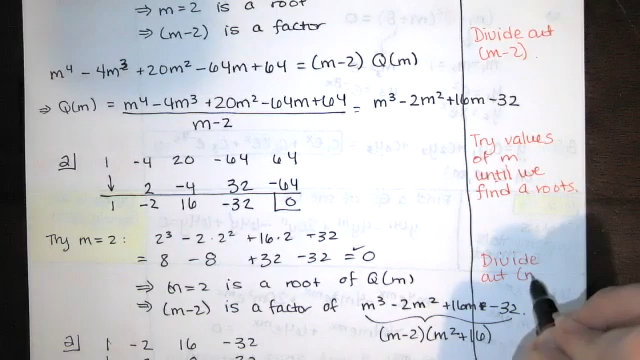 ⇒ m=2 is a root
⇒ (m-2) is a factor
Divide out
(m-2).
m⁴ - 4m³ + 20m² - 64m + 64 = (m-2) Q(m)
⇒ Q(m) = m⁴ - 4m³ + 20m² - 64m + 64 = m³ - 2m² + 16m - 32
m-2
Try values
of m
until we
find a roots.
2| 1 -4 20 -64 64
↓ 2 -4 32 -64
1 -2 16 -32 0
Try m=2: 2³ - 2·2² + 16·2 - 32
= 8 - 8 + 32 - 32 = 0
Divide
out (n
⇒ m=2 is a root of Q(m)
⇒ (m-2) is a factor of m³ - 2m² + 16m - 32.
(m-2)(m²+16)
2| 1 -2 16 -32